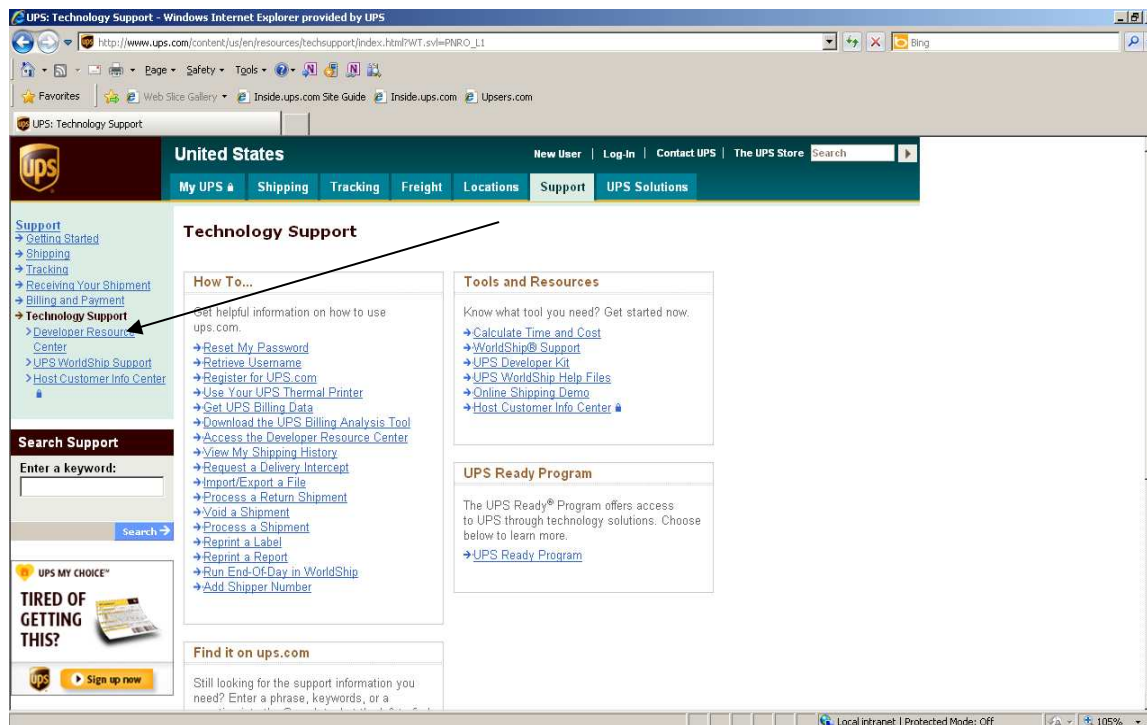 UPS: Technology Support - Windows Internet Explorer provided by UPS
http://www.ups.com/content/us/en/resources/techsupport/index.html?WT.svl=PNRO_L1
Bing
Page Safety Tools
Favorites Web Slice Gallery Inside.ups.com Site Guide Inside.ups.com Upsers.com
UPS: Technology Support
ups
United States
New User | Log-In | Contact UPS | The UPS Store Search
My UPS Shipping Tracking Freight Locations Support UPS Solutions
Support
Getting Started
Shipping
Tracking
Receiving Your Shipment
Billing and Payment
Technology Support
Developer Resource
Center
UPS WorldShip Support
Host Customer Info Center
Search Support
Enter a keyword:
Search
UPS MY CHOICE™
TIRED OF
GETTING
THIS?
ups
Sign up now
Technology Support
How To...
Get helpful information on how to use
ups.com.
Reset My Password
Retrieve Username
Register for UPS.com
Use Your UPS Thermal Printer
Get UPS Billing Data
Download the UPS Billing Analysis Tool
Access the Developer Resource Center
View My Shipping History
Request a Delivery Intercept
Import/Export a File
Process a Return Shipment
Void a Shipment
Process a Shipment
Reprint a Label
Reprint a Report
Run End-Of-Day in WorldShip
Add Shipper Number
Find it on ups.com
Still looking for the support information you
need? Enter a phrase, keywords, or a
Tools and Resources
Know what tool you need? Get started now.
Calculate Time and Cost
WorldShip® Support
UPS Developer Kit
UPS WorldShip Help Files
Online Shipping Demo
Host Customer Info Center
UPS Ready Program
The UPS Ready® Program offers access
to UPS through technology solutions. Choose
below to learn more.
UPS Ready Program
Local intranet | Protected Mode: Off
105%